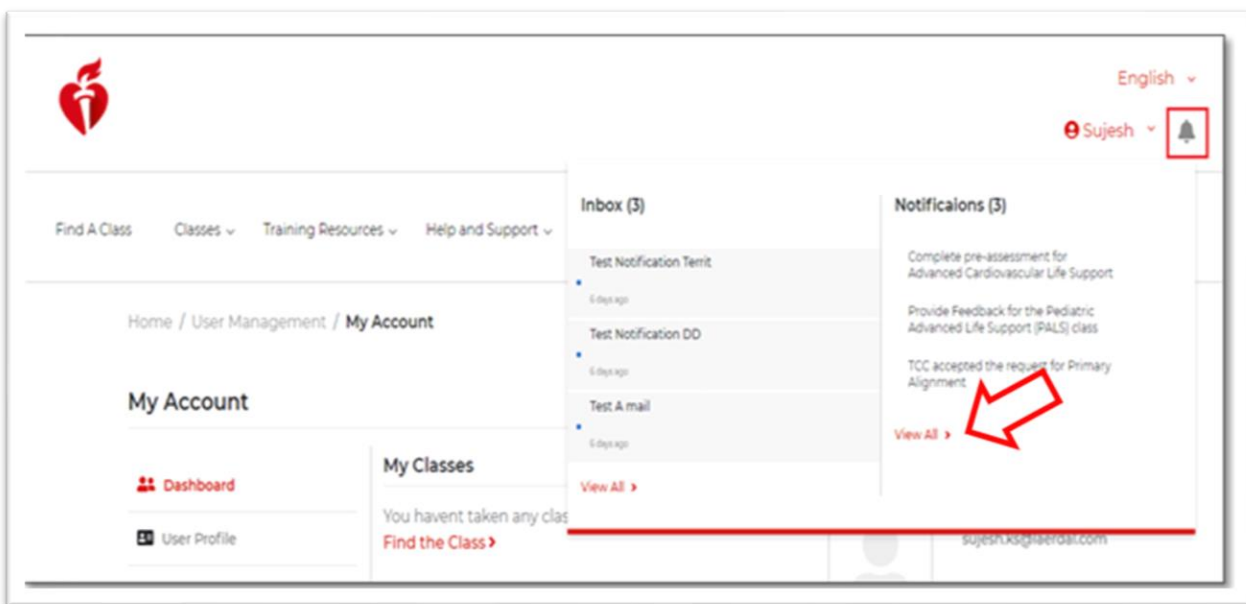 English
Sujesh
Find A Class Classes Training Resources Help and Support
Inbox (3)
Test Notification Territ
6 days ago
Test Notification DD
6 days ago
Test A mail
6 days ago
View All
Notificaions (3)
Complete pre-assessment for
Advanced Cardiovascular Life Support
Provide Feedback for the Pediatric
Advanced Life Support (PALS) class
TCC accepted the request for Primary
Alignment
View All
Home / User Management / My Account
My Account
Dashboard
User Profile
My Classes
You havent taken any clas
Find the Class
sujesh.ks@laerdal.com